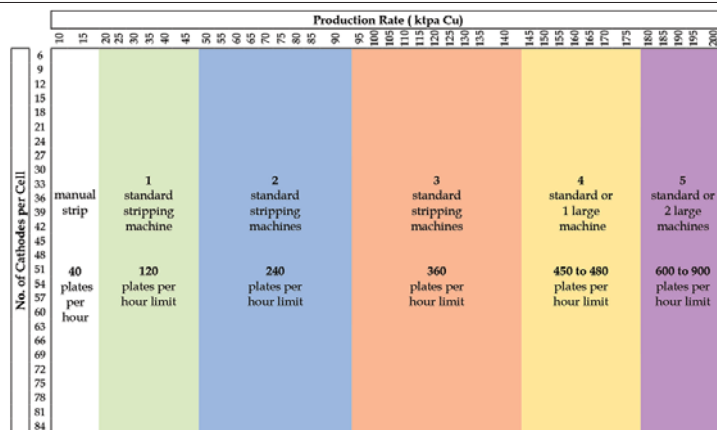 Production Rate ( ktpa Cu)
10 15 20 25 30 35 40 45 50 55 60 65 70 75 80 85 90 95 100 105 110 115 120 125 130 135 140 145 150 155 160 165 170 175 180 185 190 195 200
No. of Cathodes per Cell
6
9
12
15
18
21
24
27
30
33
36
39
42
45
48
51
54
57
60
63
66
69
72
75
78
81
84
manual
strip
40
plates
per
hour
1
standard
stripping
machine
120
plates per
hour limit
2
standard
stripping
machines
240
plates per
hour limit
3
standard
stripping
machines
360
plates per
hour limit
4
standard or
1 large
machine
450 to 480
plates per
hour limit
5
standard or
2 large
machines
600 to 900
plates per
hour limit